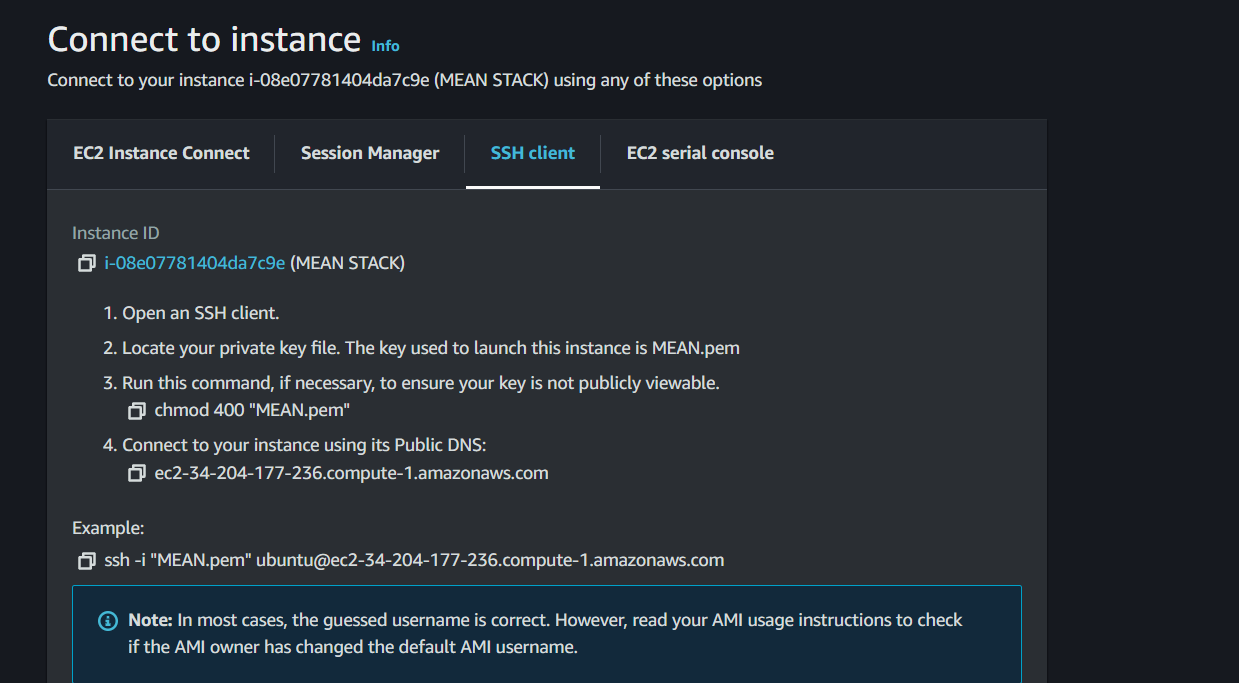 Connect to instance Info
Connect to your instance i-08e07781404da7c9e (MEAN STACK) using any of these options
EC2 Instance Connect
Session Manager
SSH client
EC2 serial console
Instance ID
i-08e07781404da7c9e (MEAN STACK)
1. Open an SSH client.
2. Locate your private key file. The key used to launch this instance is MEAN.pem
3. Run this command, if necessary, to ensure your key is not publicly viewable.
chmod 400 "MEAN.pem"
4. Connect to your instance using its Public DNS:
ec2-34-204-177-236.compute-1.amazonaws.com
Example:
ssh -i "MEAN.pem" ubuntu@ec2-34-204-177-236.compute-1.amazonaws.com
Note: In most cases, the guessed username is correct. However, read your AMI usage instructions to check
if the AMI owner has changed the default AMI username.